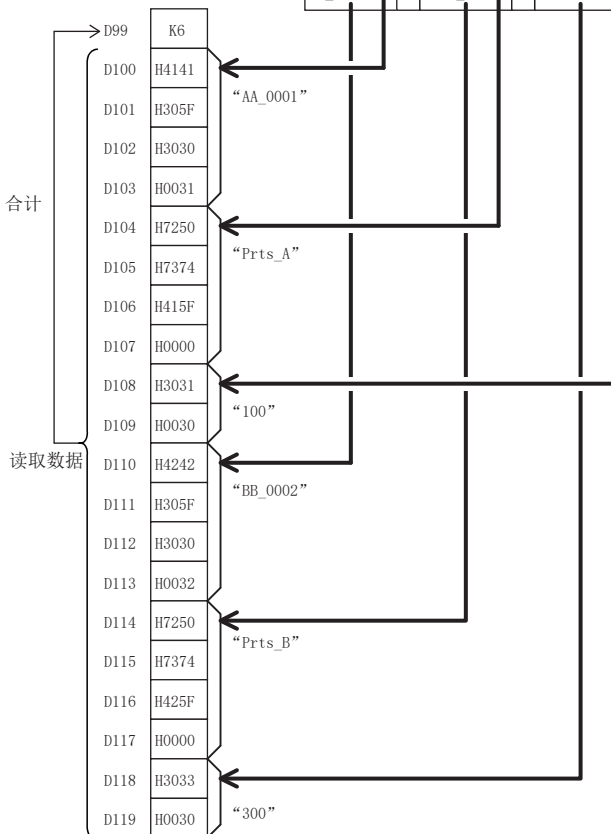 D99 K6
D100 H4141
“AA_0001”
D101 H305F
D102 H3030
D103 H0031
合计
D104 H7250
“Prts_A”
D105 H7374
D106 H415F
D107 H0000
D108 H3031
“100”
D109 H0030
读取数据
D110 H4242
“BB_0002”
D111 H305F
D112 H3030
D113 H0032
D114 H7250
“Prts_B”
D115 H7374
D116 H425F
D117 H0000
D118 H3033
“300”
D119 H0030